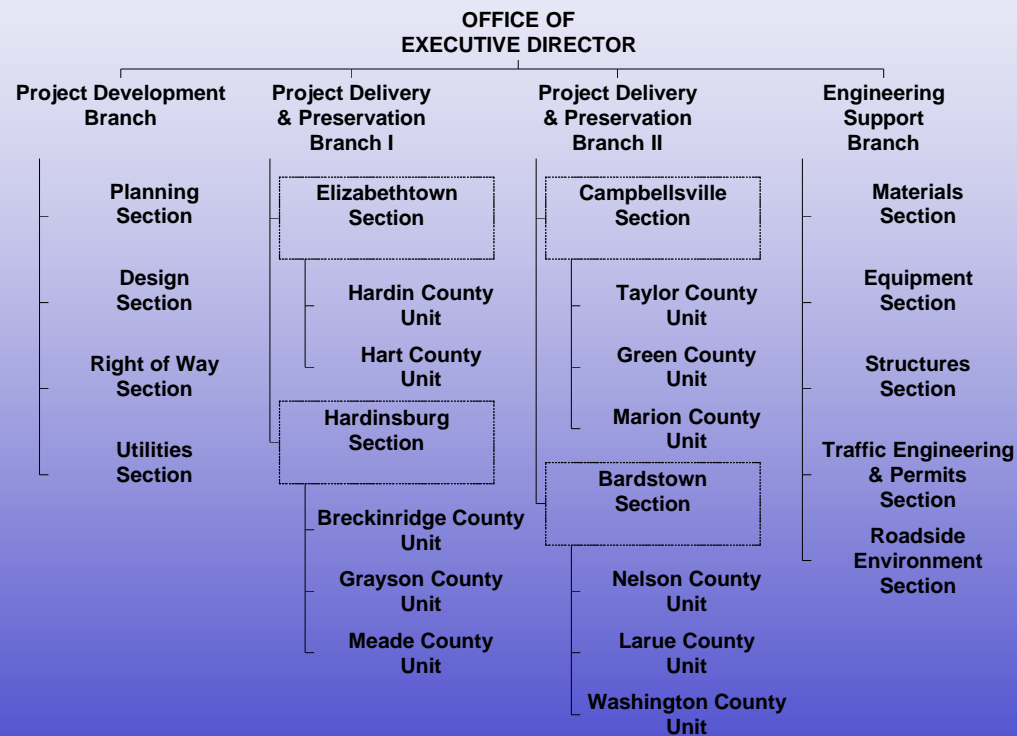 OFFICE OF
EXECUTIVE DIRECTOR
Project Development
Branch
Planning
Section
Design
Section
Right of Way
Section
Utilities
Section
Project Delivery
& Preservation
Branch I
Elizabethtown
Section
Hardin County
Unit
Hart County
Unit
Hardinsburg
Section
Breckinridge County
Unit
Grayson County
Unit
Meade County
Unit
Project Delivery
& Preservation
Branch II
Campbellsville
Section
Taylor County
Unit
Green County
Unit
Marion County
Unit
Bardstown
Section
Nelson County
Unit
Larue County
Unit
Washington County
Unit
Engineering
Support
Branch
Materials
Section
Equipment
Section
Structures
Section
Traffic Engineering
& Permits
Section
Roadside
Environment
Section